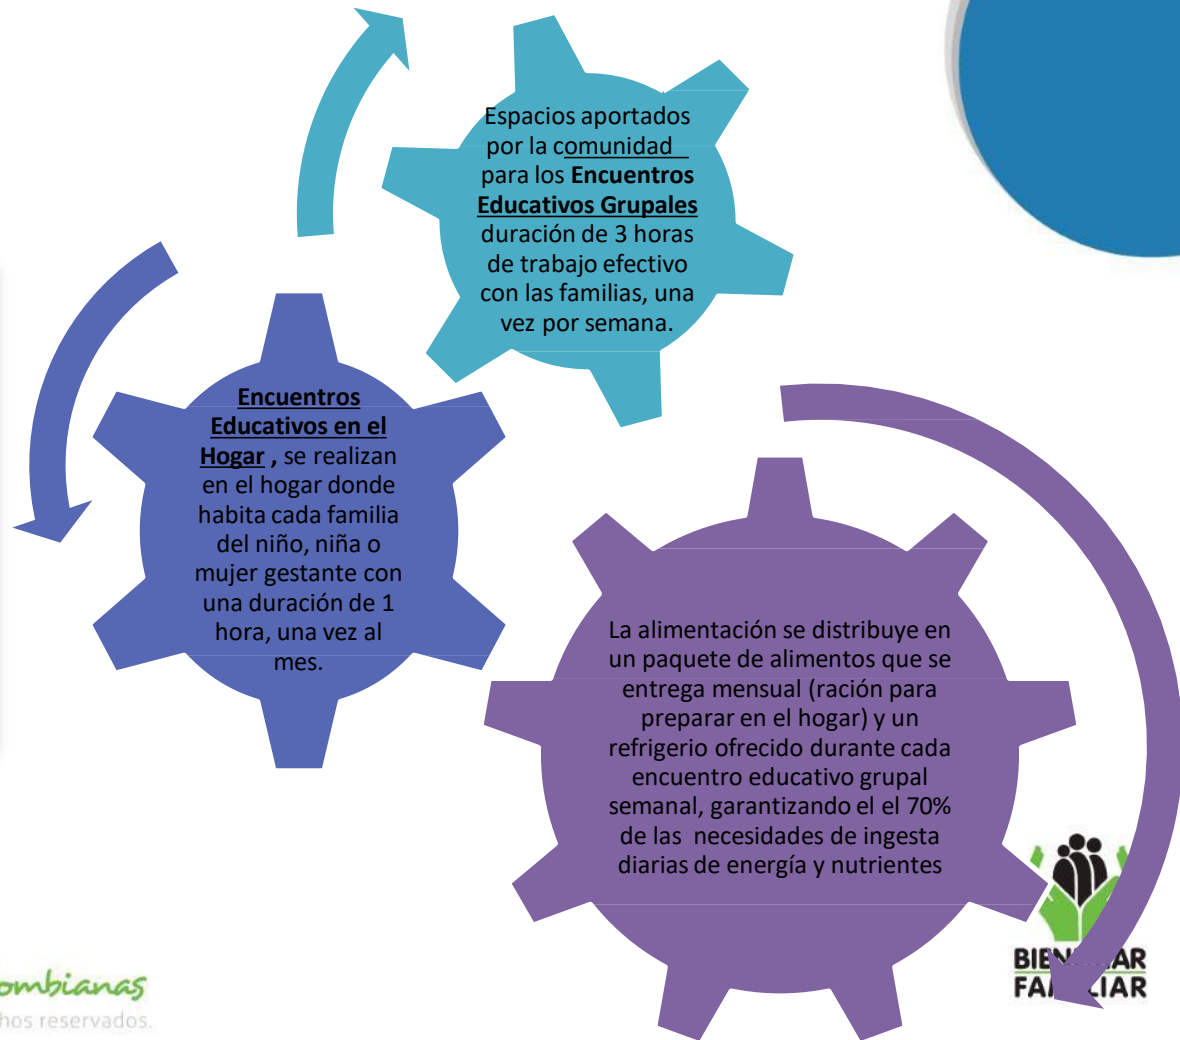 Espacios aportados
por la comunidad
para los Encuentros
Educativos Grupales
duración de 3 horas
de trabajo efectivo
con las familias, una
vez por semana.
Encuentros
Educativos en el
Hogar , se realizan
en el hogar donde
habita cada familia
del niño, niña o
mujer gestante con
una duración de 1
hora, una vez al
mes.
La alimentación se distribuye en
un paquete de alimentos que se
entrega mensual (ración para
preparar en el hogar) y un
refrigerio ofrecido durante cada
encuentro educativo grupal
semanal, garantizando el el 70%
de las necesidades de ingesta
diarias de energía y nutrientes
ombianas
hos reservados.